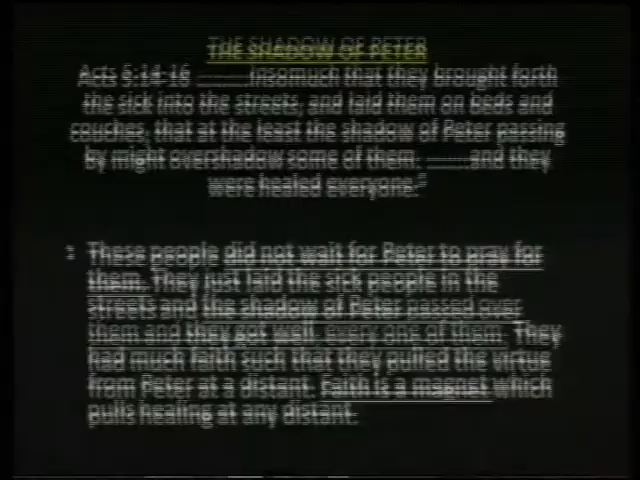 THE SHADOW OF PETER
Acts 5:14-16 ........Insomuch that they brought forth
the sick into the streets, and laid them on beds and
couches, that at the least the shadow of Peter passing
by might overshadow some of them. ........and they
were healed everyone."
These people did not wait for Peter to pray for
them. They just laid the sick people in the
streets and the shadow of Peter passed over
them and they got well, every one of them. They
had much faith such that they pulled the virtue
from Peter at a distant. Faith is a magnet which
pulls healing at any distant.